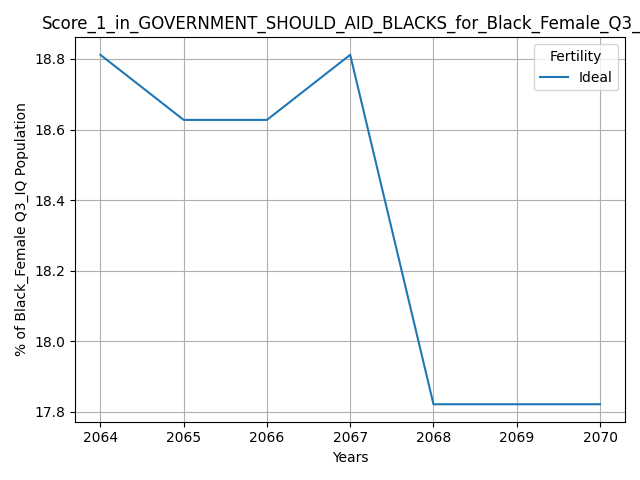 Score_1_in_GOVERNMENT_SHOULD_AID_BLACKS_for_Black_Female_Q3_
Fertility
Ideal
% of Black_Female Q3_IQ Population
18.8
18.6
18.4
18.2
18.0
17.8
2064 2065 2066 2067 2068 2069 2070
Years